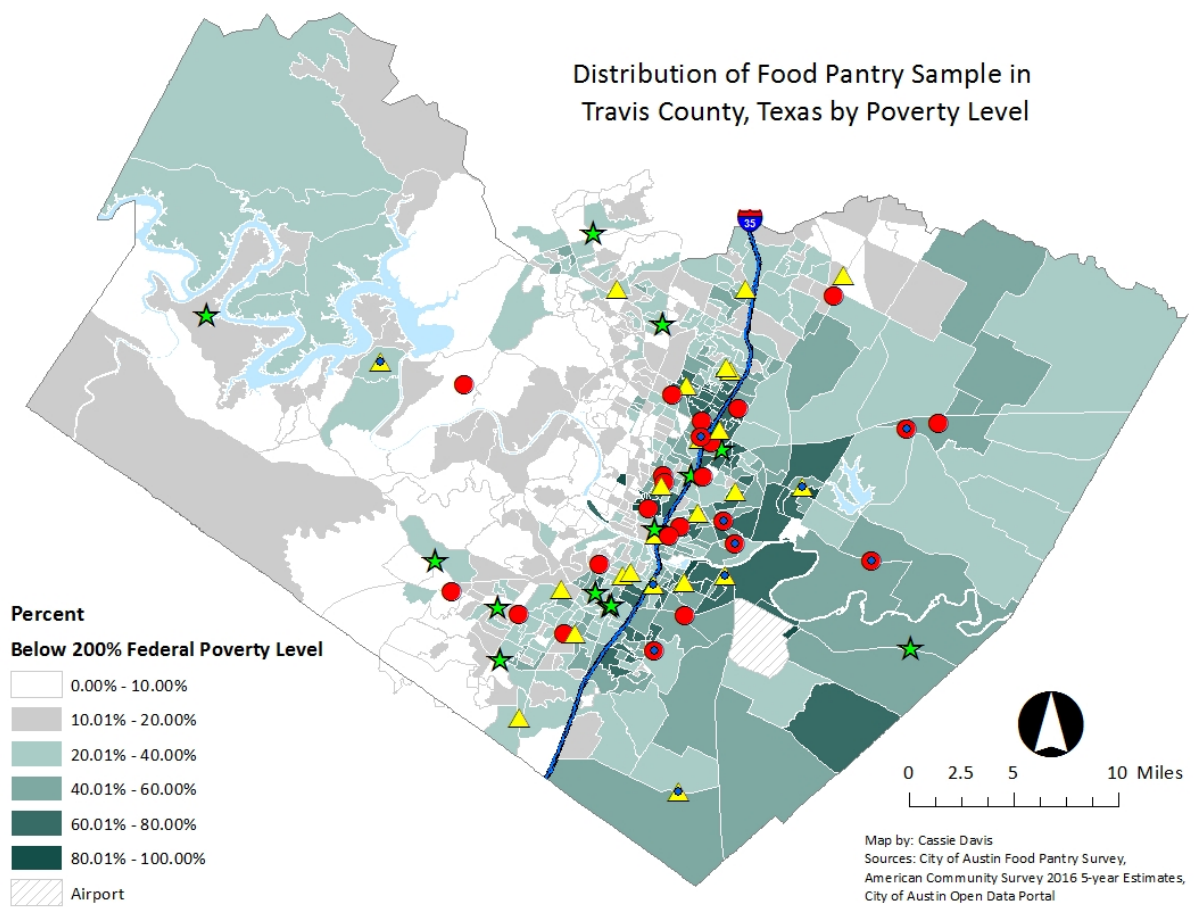 Distribution of Food Pantry Sample in
Travis County, Texas by Poverty Level
35
Percent
Below 200% Federal Poverty Level
0.00% - 10.00%
10.01% - 20.00%
20.01% - 40.00%
40.01% - 60.00%
60.01% - 80.00%
80.01% - 100.00%
Airport
0 2.5 5 10 Miles
Map by: Cassie Davis
Sources: City of Austin Food Pantry Survey,
American Community Survey 2016 5-year Estimates,
City of Austin Open Data Portal